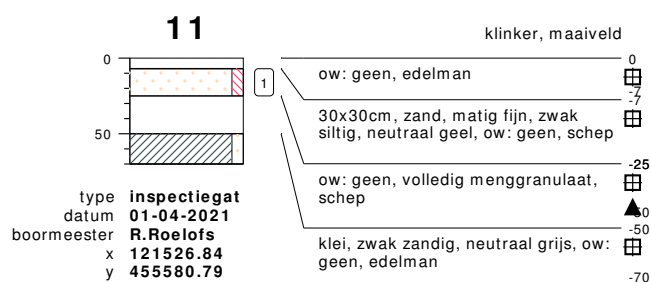 11
klinker, maaiveld
0
0
ow: geen, edelman
-7
-7
1
30x30cm, zand, matig fijn, zwak
siltig, neutraal geel, ow: geen, schep
50
-25
ow: geen, volledig menggranulaat,
schep
-50
-50
klei, zwak zandig, neutraal grijs, ow:
geen, edelman
-70
type inspectiegat
datum 01-04-2021
boormeester R.Roelofs
x 121526.84
y 455580.79